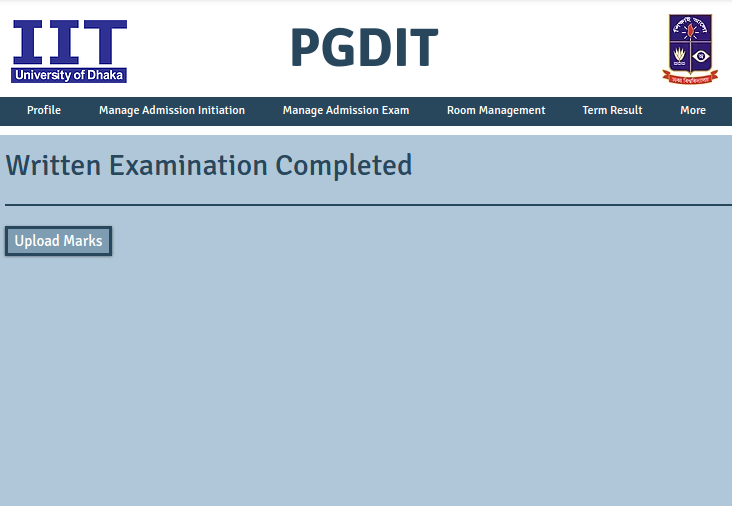 IIT
University of Dhaka
PGDIT
শিক্ষাই আলো
Profile
Manage Admission Initiation
Manage Admission Exam
Room Management
Term Result
More
Written Examination Completed
Upload Marks